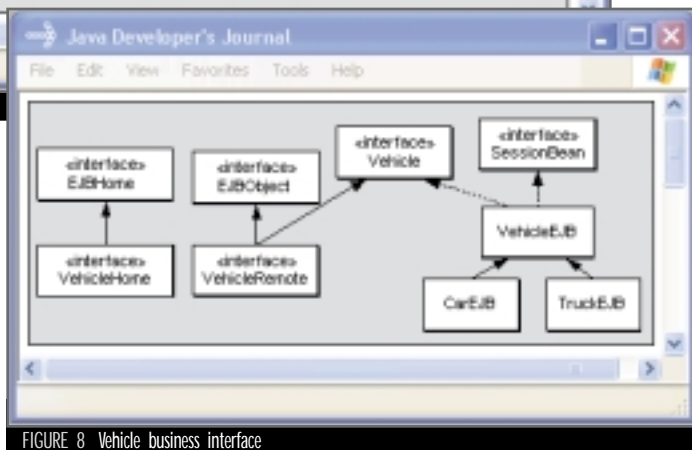 Java Developer's Journal
File Edit View Favorites Tools Help
«interface»
EJBHome
«interface»
EJBObject
«interface»
Vehicle
«interface»
SessionBean
«interface»
VehicleHome
«interface»
VehicleRemote
VehicleEJB
CarEJB
TruckEJB
FIGURE 8 Vehicle business interface